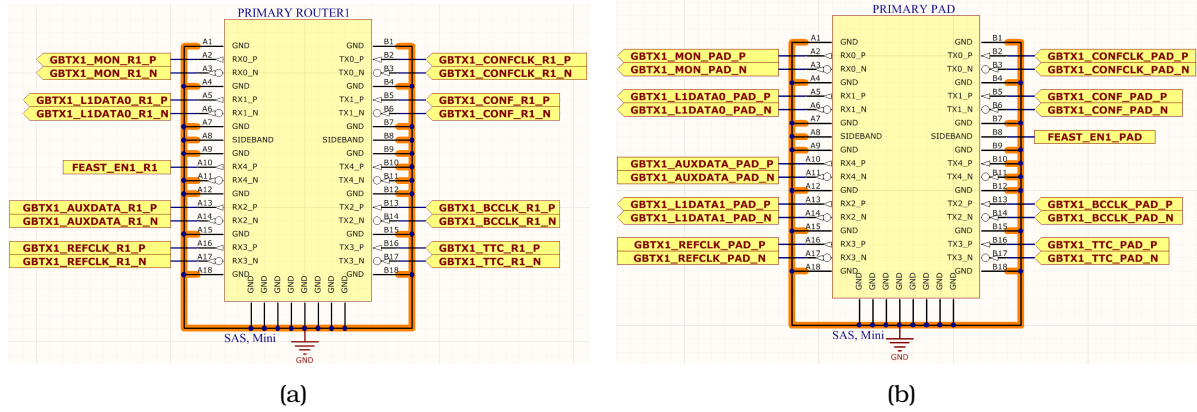 PRIMARY ROUTER1
A1 GND GND B1
GBTX1_MON_R1_P A2 RX0_P TX0_P B2 GBTX1_CONFCLK_R1_P
GBTX1_MON_R1_N A3 RX0_N TX0_N B3 GBTX1_CONFCLK_R1_N
A4 GND GND B4
GBTX1_L1DATA0_R1_P A5 RX1_P TX1_P B5 GBTX1_CONF_R1_P
GBTX1_L1DATA0_R1_N A6 RX1_N TX1_N B6 GBTX1_CONF_R1_N
A7 GND GND B7
A8 SIDEBAND SIDEBAND B8
A9 GND GND B9
FEAST_EN1_R1 A10 RX4_P TX4_P B10
A11 RX4_N TX4_N B11
A12 GND GND B12
GBTX1_AUXDATA_R1_P A13 RX2_P TX2_P B13 GBTX1_BCCLK_R1_P
GBTX1_AUXDATA_R1_N A14 RX2_N TX2_N B14 GBTX1_BCCLK_R1_N
A15 GND GND B15
GBTX1_REFCLK_R1_P A16 RX3_P TX3_P B16 GBTX1_TTC_R1_P
GBTX1_REFCLK_R1_N A17 RX3_N TX3_N B17 GBTX1_TTC_R1_N
A18 GND GND B18
GND GND GND GND GND GND GND GND
SAS, Mini
GND
(a)
PRIMARY PAD
A1 GND GND B1
GBTX1_MON_PAD_P A2 RX0_P TX0_P B2 GBTX1_CONFCLK_PAD_P
GBTX1_MON_PAD_N A3 RX0_N TX0_N B3 GBTX1_CONFCLK_PAD_N
A4 GND GND B4
GBTX1_L1DATA0_PAD_P A5 RX1_P TX1_P B5 GBTX1_CONF_PAD_P
GBTX1_L1DATA0_PAD_N A6 RX1_N TX1_N B6 GBTX1_CONF_PAD_N
A7 GND GND B7
A8 SIDEBAND SIDEBAND B8 FEAST_EN1_PAD
A9 GND GND B9
GBTX1_AUXDATA_PAD_P A10 RX4_P TX4_P B10
GBTX1_AUXDATA_PAD_N A11 RX4_N TX4_N B11
A12 GND GND B12
GBTX1_L1DATA1_PAD_P A13 RX2_P TX2_P B13 GBTX1_BCCLK_PAD_P
GBTX1_L1DATA1_PAD_N A14 RX2_N TX2_N B14 GBTX1_BCCLK_PAD_N
A15 GND GND B15
GBTX1_REFCLK_PAD_P A16 RX3_P TX3_P B16 GBTX1_TTC_PAD_P
GBTX1_REFCLK_PAD_N A17 RX3_N TX3_N B17 GBTX1_TTC_PAD_N
A18 GND GND B18
GND GND GND GND GND GND GND GND
SAS, Mini
GND
(b)